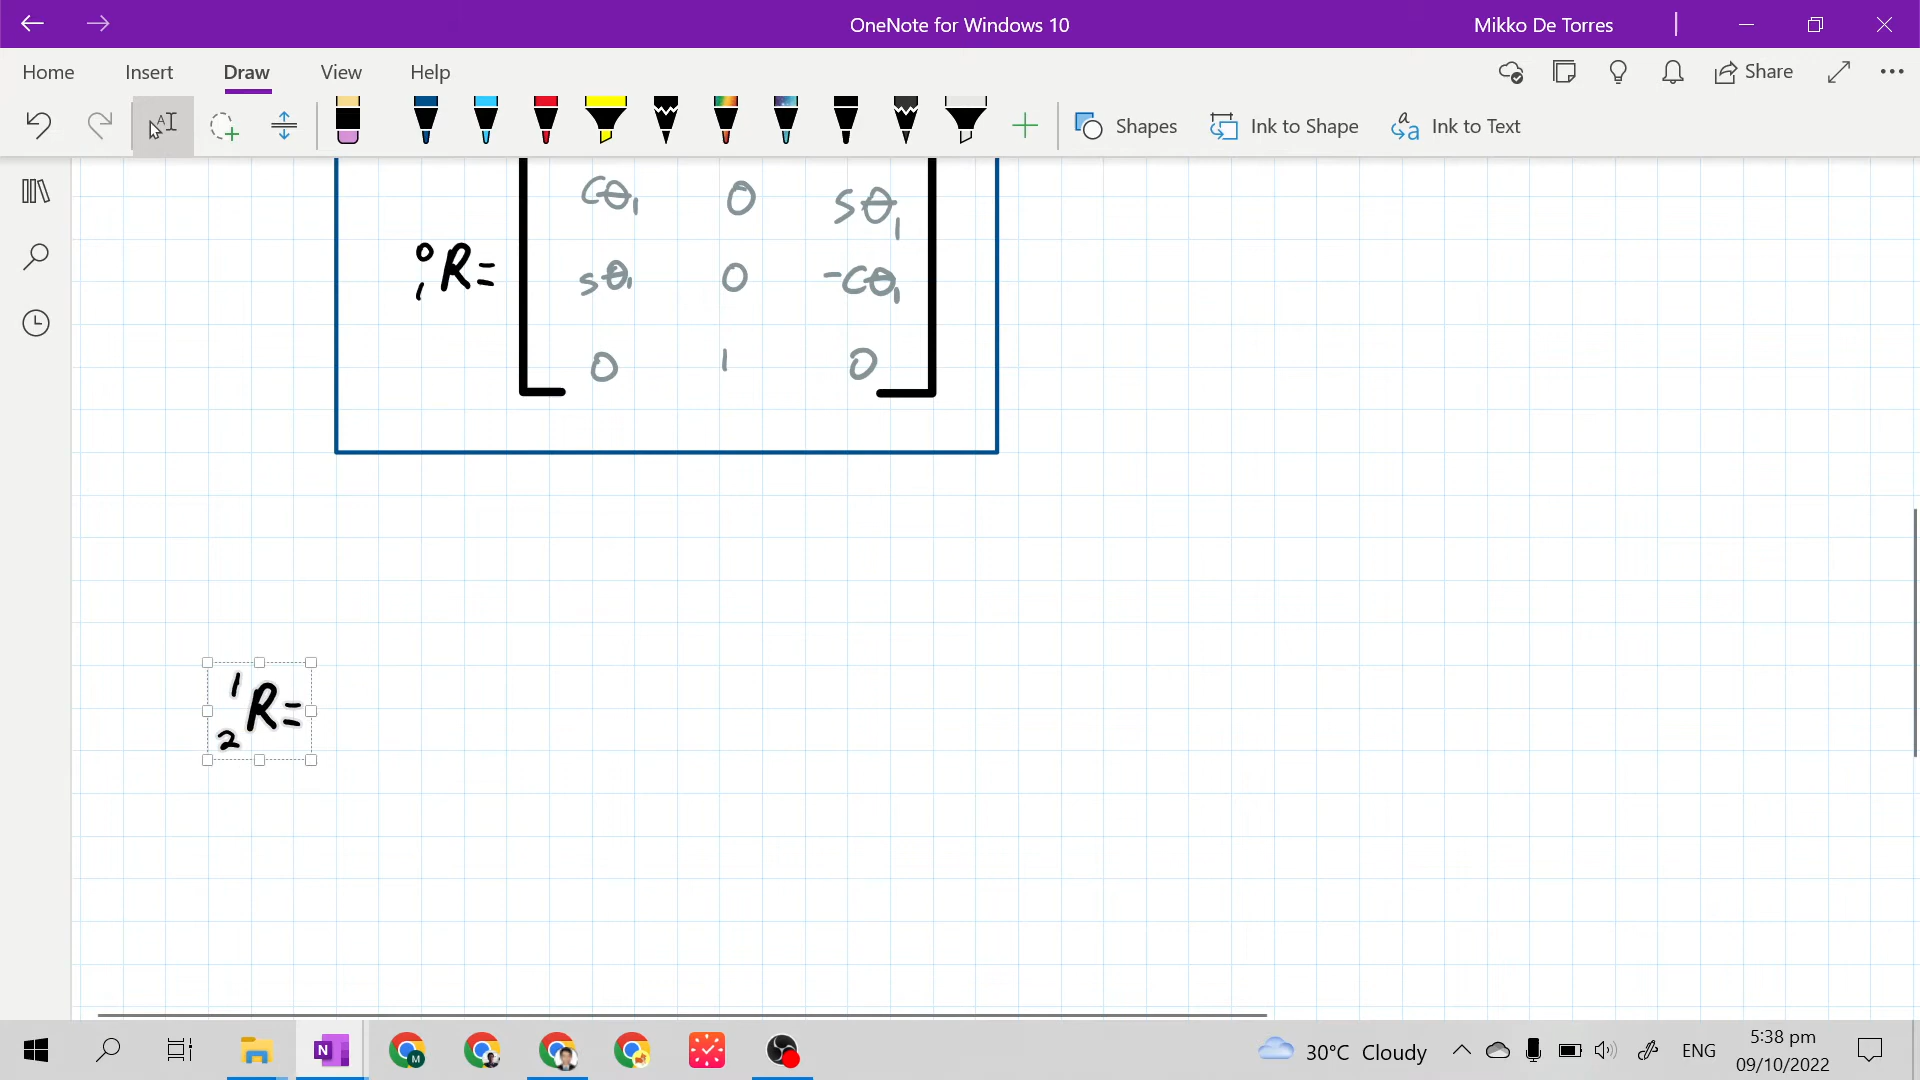 OneNote for Windows 10
Mikko De Torres
Home Insert Draw View Help
Share
Shapes Ink to Shape Ink to Text
Cθ₁ 0 Sθ₁
⁰₁R= Sθ₁ 0 -Cθ₁
0 1 0
¹₂R=
30°C Cloudy
ENG
5:38 pm
09/10/2022